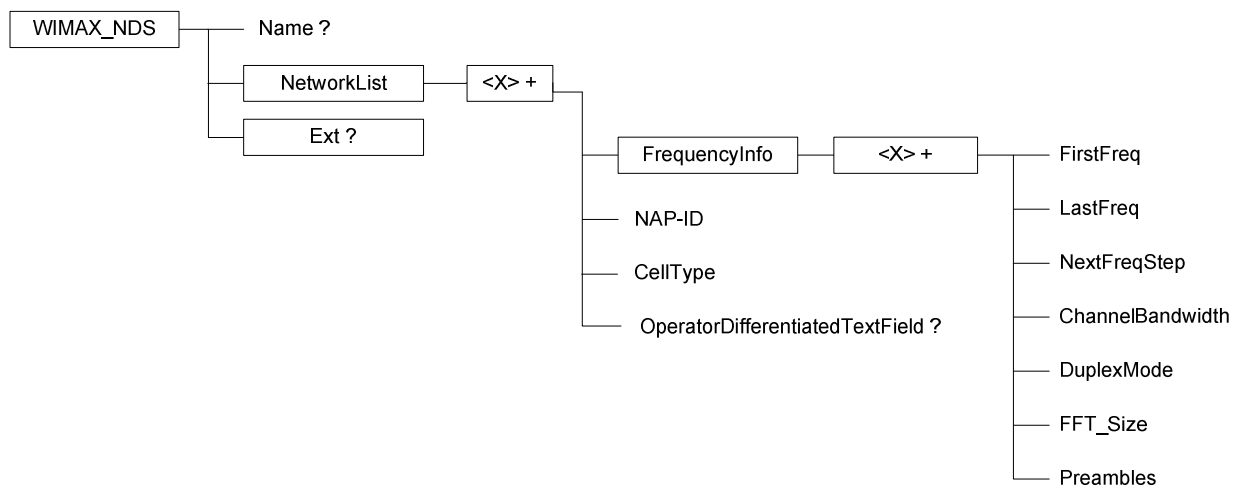 WIMAX_NDS
Name ?
NetworkList
<X> +
Ext ?
FrequencyInfo
<X> +
FirstFreq
LastFreq
NextFreqStep
ChannelBandwidth
DuplexMode
FFT_Size
Preambles
NAP-ID
CellType
OperatorDifferentiatedTextField ?